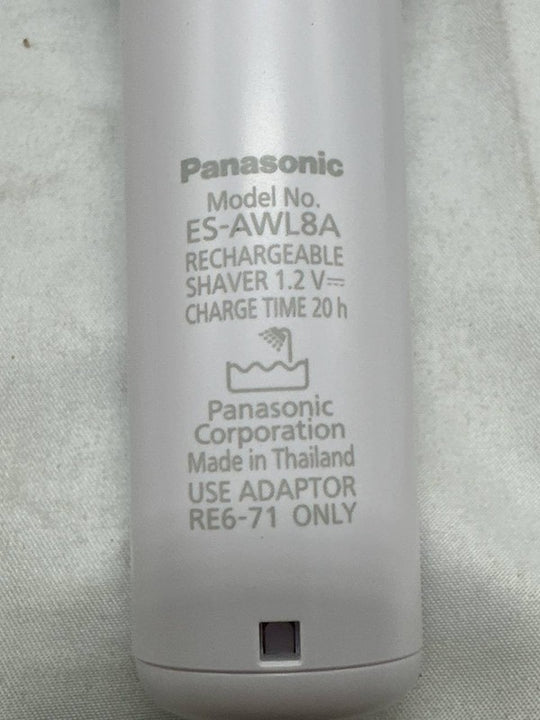 Panasonic
Model No.
ES-AWL8A
RECHARGEABLE
SHAVER 1.2 V⎓
CHARGE TIME 20 h
Panasonic
Corporation
Made in Thailand
USE ADAPTOR
RE6-71 ONLY